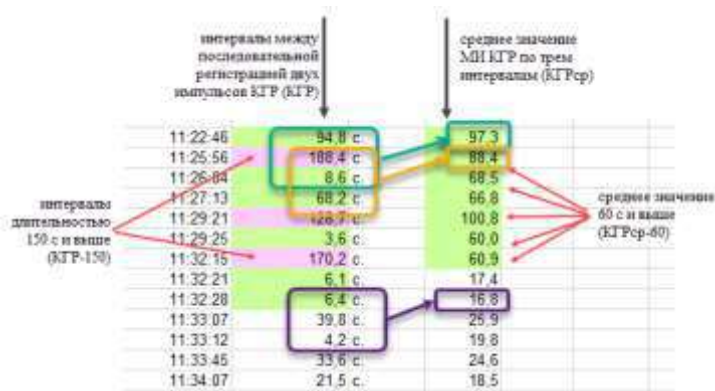 интервалы между
последовательной
регистрацией двух
импульсов КГР (КГР)
среднее значение
МИ КГР по трем
интервалам (КГРср)
11:22:46 94,8 с. 97,3
11:25:56 188,4 с. 88,4
11:26:04 8,6 с. 68,5
11:27:13 68,2 с. 66,8
11:29:21 128,7 с. 100,8
11:29:25 3,6 с. 60,0
11:32:15 170,2 с. 60,9
11:32:21 6,1 с. 17,4
11:32:28 6,4 с. 16,8
11:33:07 39,8 с. 25,9
11:33:12 4,2 с. 19,8
11:33:45 33,6 с. 24,6
11:34:07 21,5 с. 18,5
интервалы
длительностью
150 с и выше
(КГР-150)
среднее значение
60 с и выше
(КГРср-60)